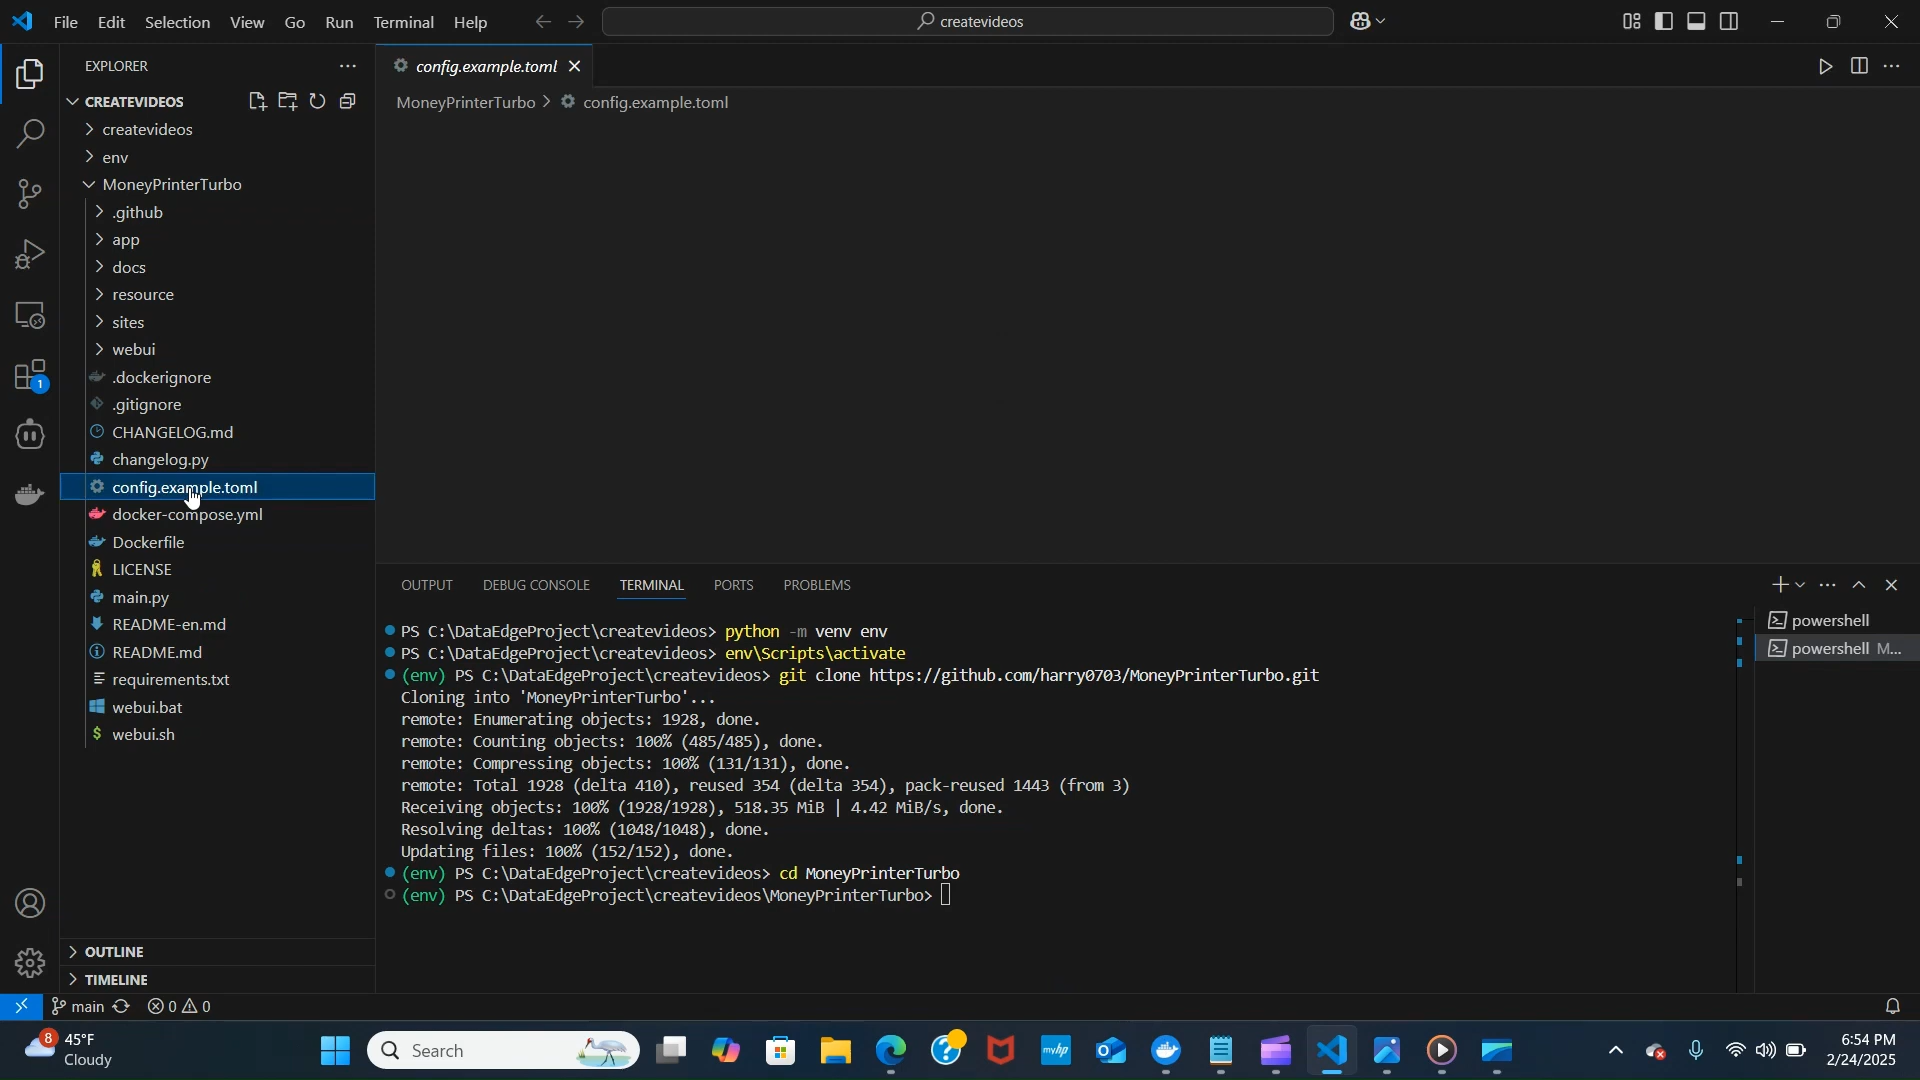 File Edit Selection View Go Run Terminal Help
createvideos
EXPLORER
CREATEVIDEOS
createvideos
env
MoneyPrinterTurbo
.github
app
docs
resource
sites
webui
.dockerignore
.gitignore
CHANGELOG.md
changelog.py
config.example.toml
docker-compose.yml
Dockerfile
LICENSE
main.py
README-en.md
README.md
requirements.txt
webui.bat
webui.sh
OUTLINE
TIMELINE
1
config.example.toml
MoneyPrinterTurbo > config.example.toml
OUTPUT DEBUG CONSOLE TERMINAL PORTS PROBLEMS
PS C:\DataEdgeProject\createvideos> python -m venv env
PS C:\DataEdgeProject\createvideos> env\Scripts\activate
(env) PS C:\DataEdgeProject\createvideos> git clone https://github.com/harry0703/MoneyPrinterTurbo.git
Cloning into 'MoneyPrinterTurbo'...
remote: Enumerating objects: 1928, done.
remote: Counting objects: 100% (485/485), done.
remote: Compressing objects: 100% (131/131), done.
remote: Total 1928 (delta 410), reused 354 (delta 354), pack-reused 1443 (from 3)
Receiving objects: 100% (1928/1928), 518.35 MiB | 4.42 MiB/s, done.
Resolving deltas: 100% (1048/1048), done.
Updating files: 100% (152/152), done.
(env) PS C:\DataEdgeProject\createvideos> cd MoneyPrinterTurbo
(env) PS C:\DataEdgeProject\createvideos\MoneyPrinterTurbo>
powershell
powershell M...
main 0 0
8
45°F
Cloudy
Search
myhp
6:54 PM
2/24/2025